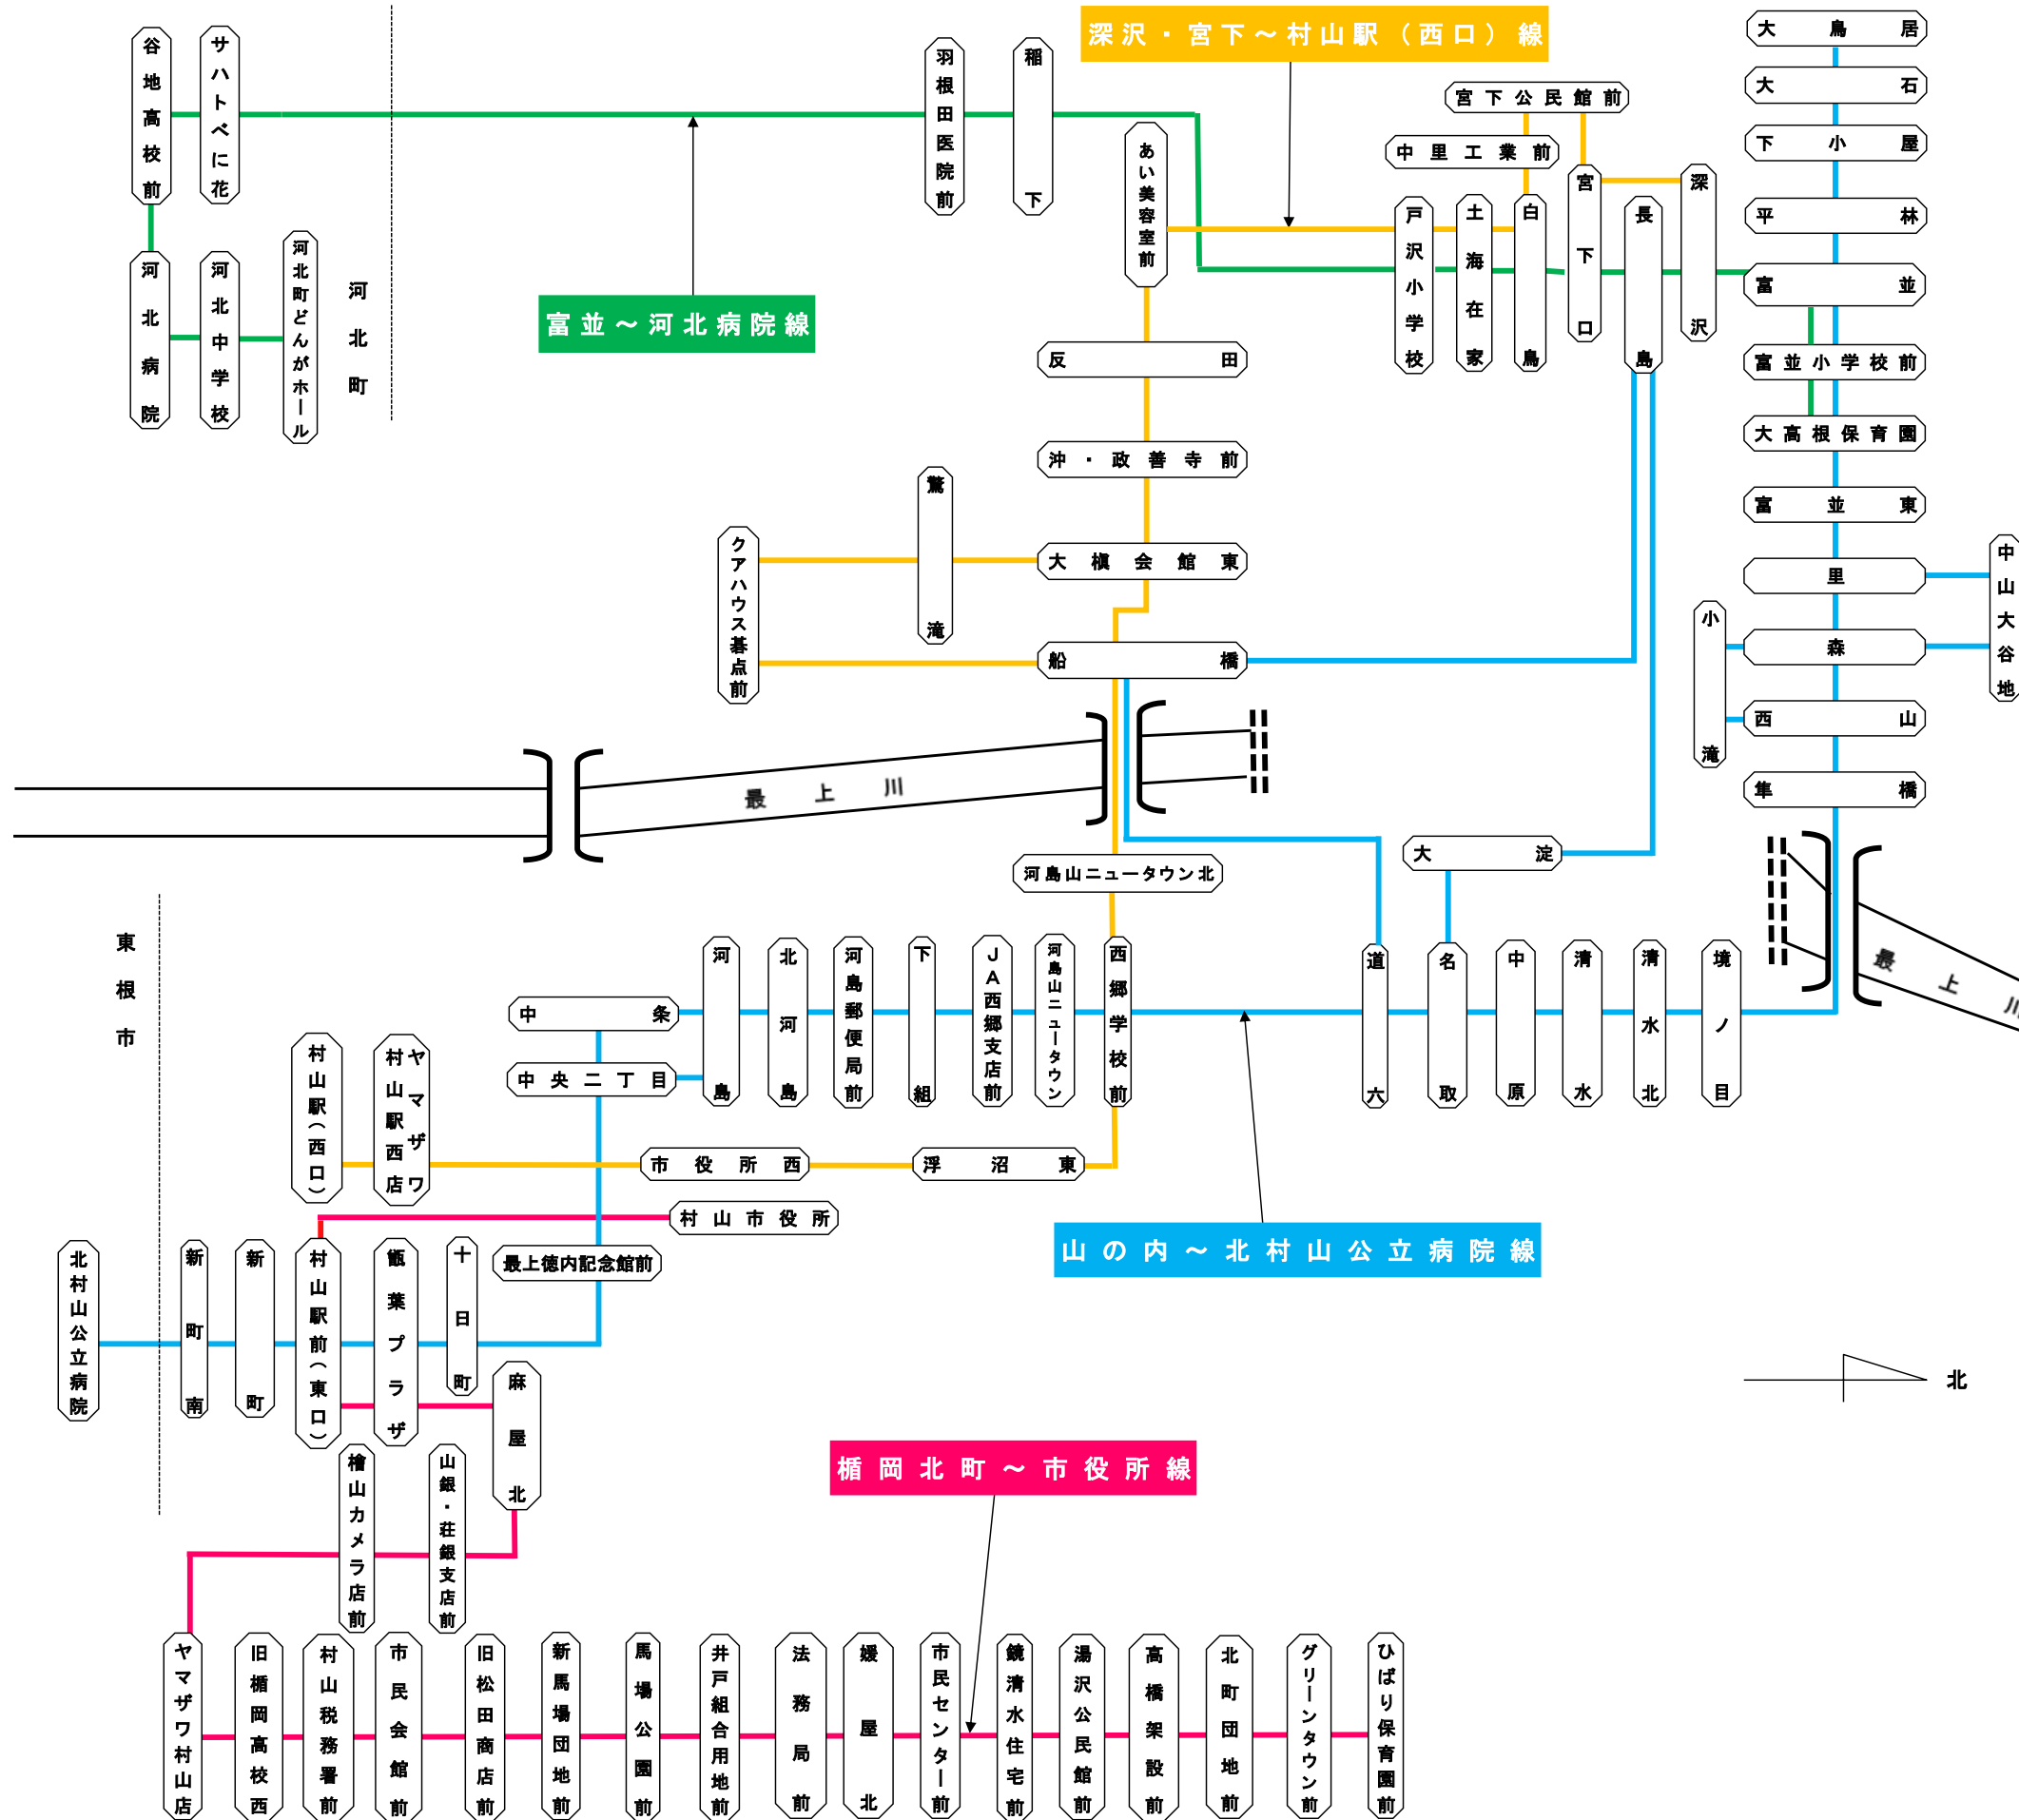 深沢・宮下～村山駅（西口）線
大鳥居
大石
下小屋
平林
富並
富並小学校前
大高根保育園
富並東
里
森
西山
隼橋
中山大谷地
小滝
谷地高校前
サハトべに花
羽根田医院前
稲下
あい美容室前
宮下公民館前
中里工業前
戸沢小学校
土海在家
白鳥
宮下口
長島
深沢
河北病院
河北中学校
河北町どんがホール
河北町
富並～河北病院線
反田
沖・政善寺前
大槇会館東
驚滝
クアハウス碁点前
船橋
最上川
河島山ニュータウン北
大淀
最上川
東根市
中条
中央二丁目
河島
北河島
河島郵便局前
下組
ＪＡ西郷支店前
河島山ニュータウン
西郷学校前
道六
名取
中原
清水
清水北
境ノ目
村山駅（西口）
ヤマザワ
村山駅西店
市役所西
浮沼東
村山市役所
最上徳内記念館前
山の内～北村山公立病院線
北村山公立病院
新町南
新町
村山駅前（東口）
甑葉プラザ
十日町
麻屋北
北
檜山カメラ店前
山銀・荘銀支店前
楯岡北町～市役所線
ヤマザワ村山店
旧楯岡高校西
村山税務署前
市民会館前
旧松田商店前
新馬場団地前
馬場公園前
井戸組合用地前
法務局前
媛屋北
市民センター前
鏡清水住宅前
湯沢公民館前
高橋架設前
北町団地前
グリーンタウン前
ひばり保育園前